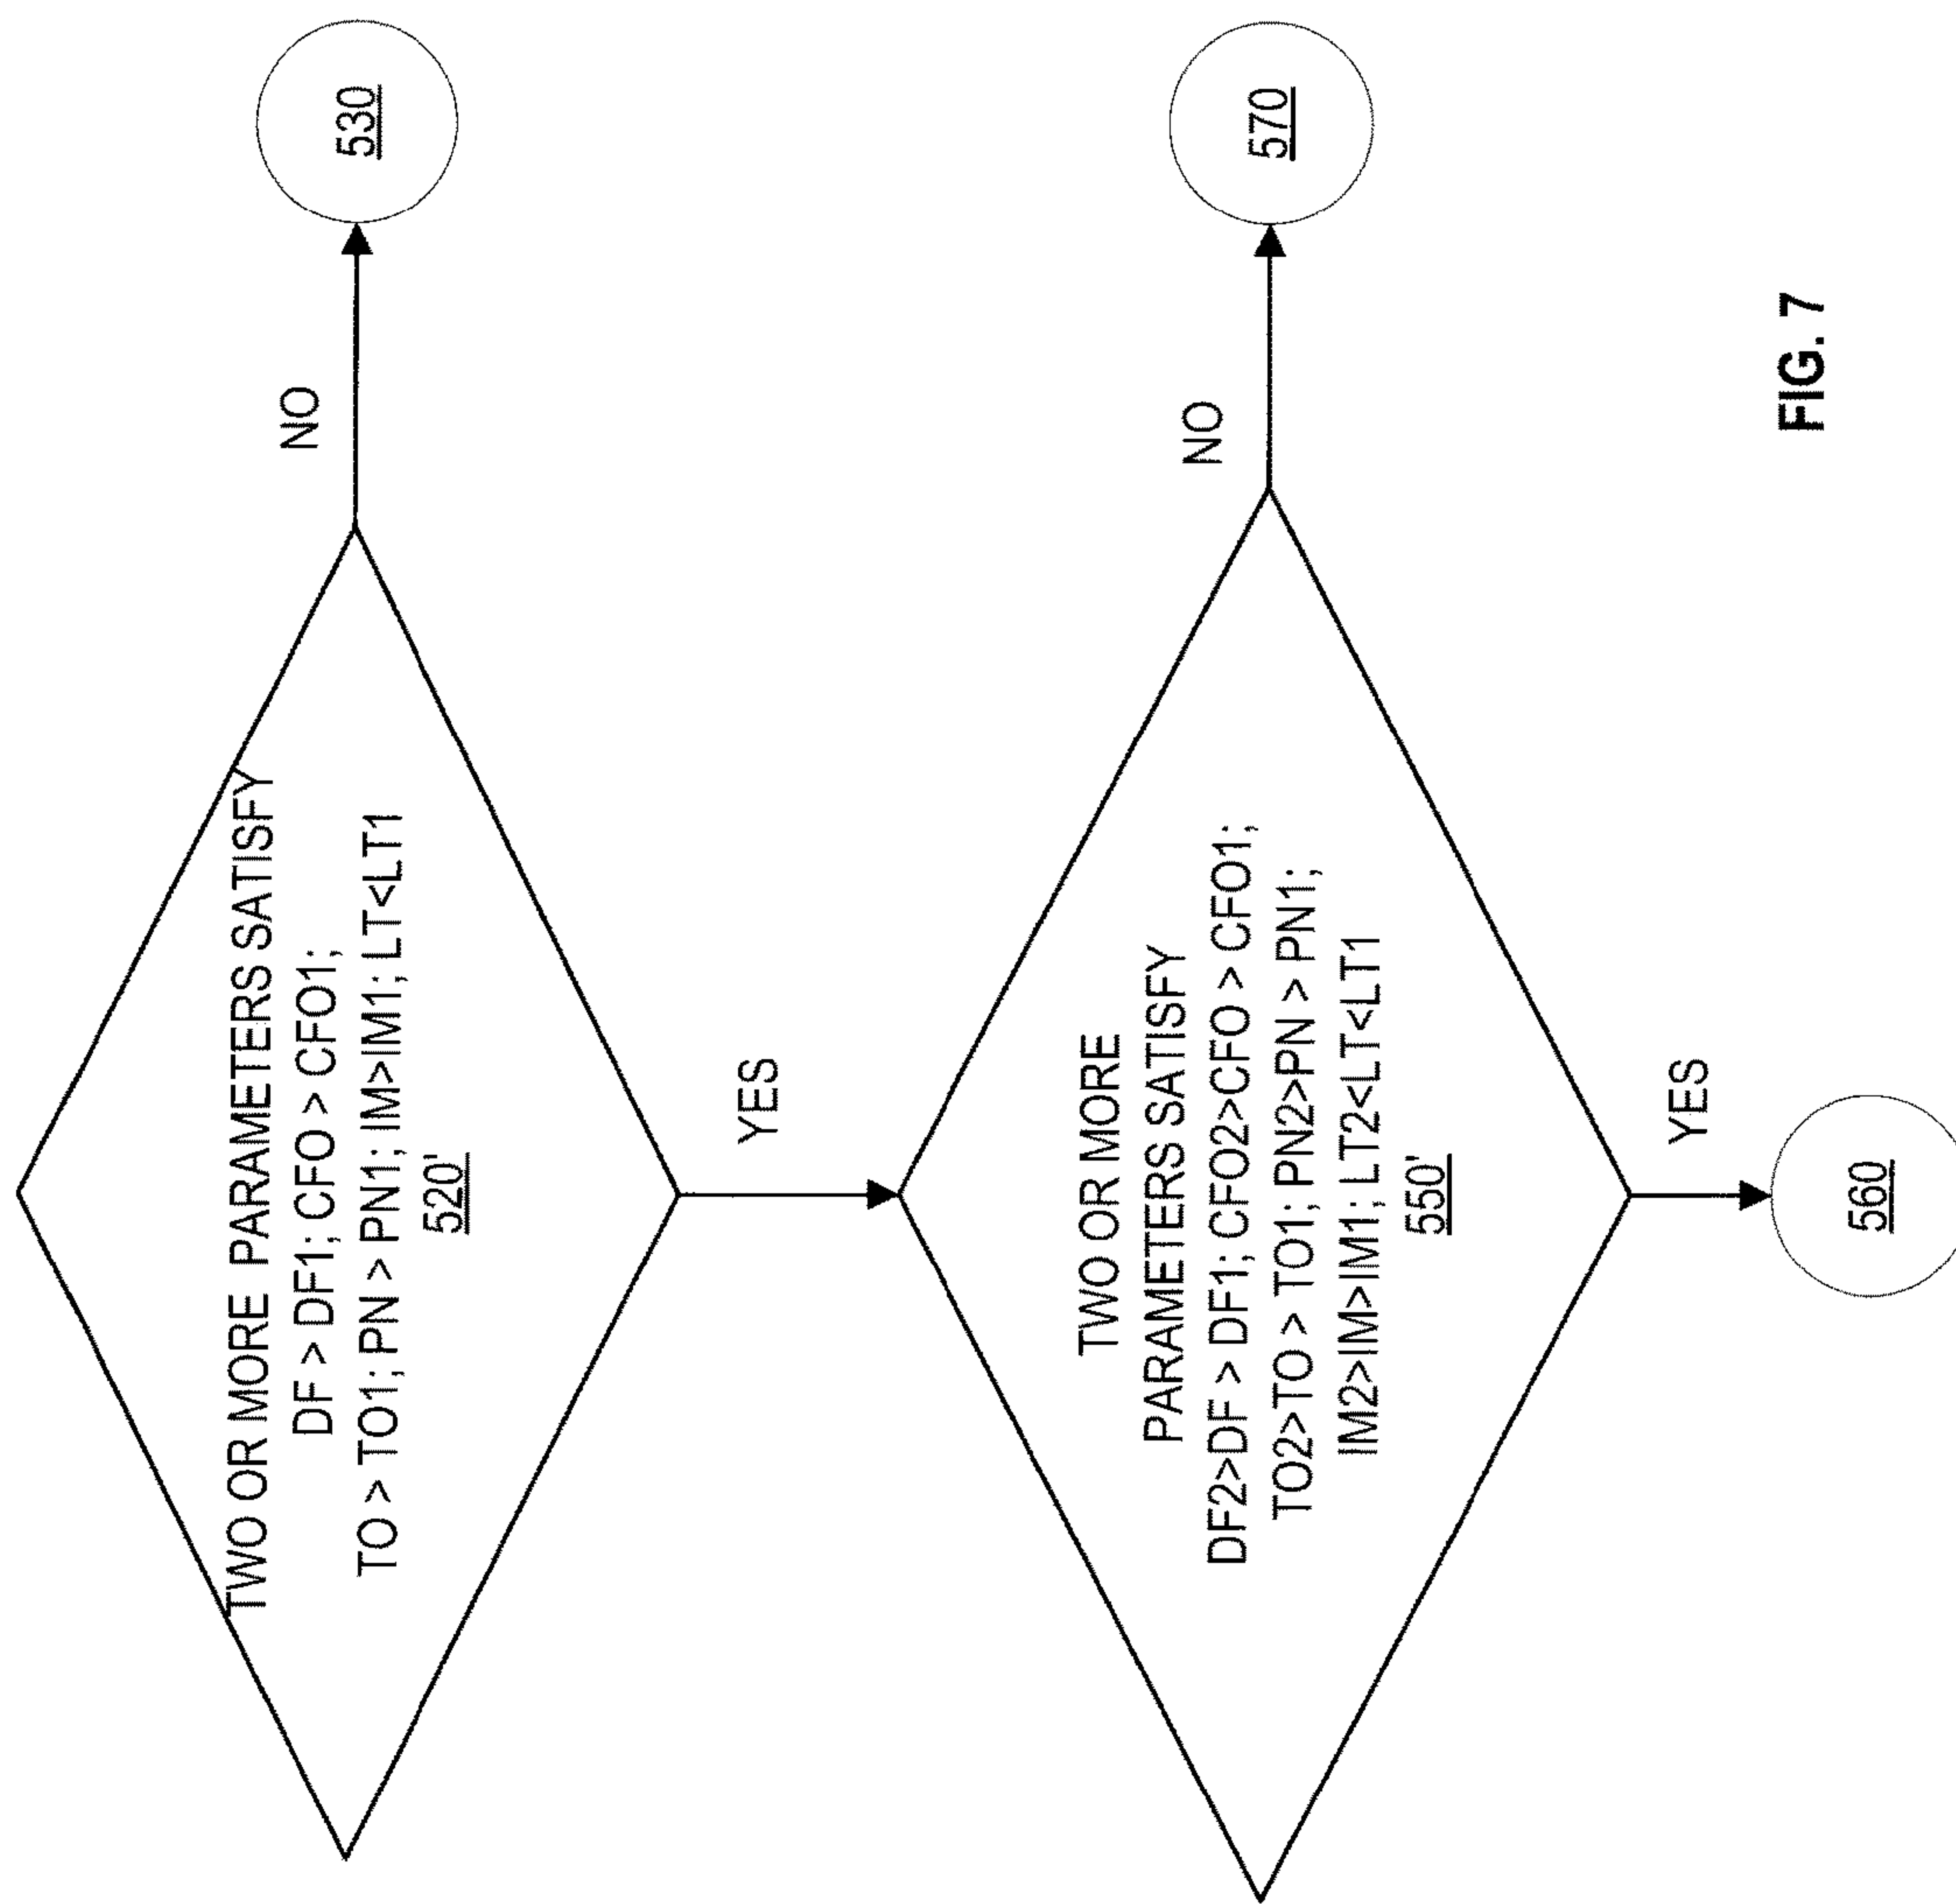 TWO OR MORE PARAMETERS SATISFY
DF > DF1; CFO > CFO1;
TO > TO1; PN > PN1; IM>IM1; LT<LT1
520'
NO
530
YES
TWO OR MORE
PARAMETERS SATISFY
DF2>DF > DF1; CFO2>CFO > CFO1;
TO2>TO > TO1; PN2>PN > PN1;
IM2>IM>IM1; LT2<LT<LT1
550'
NO
570
YES
560
FIG. 7